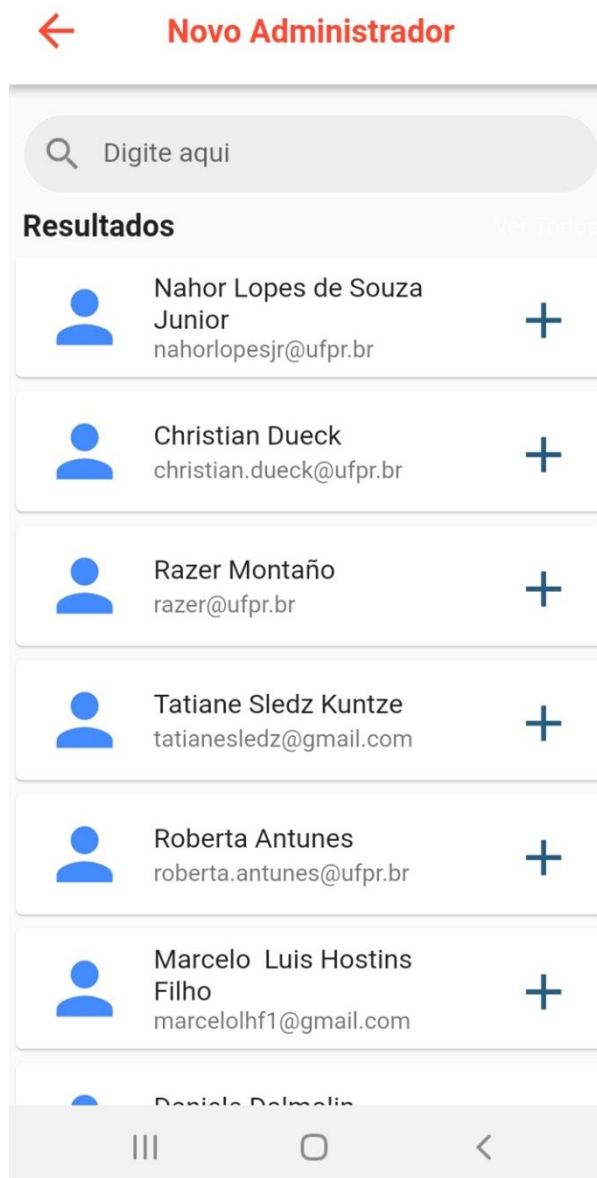 Novo Administrador
Digite aqui
Resultados
Nahor Lopes de Souza
Junior
nahorlopesjr@ufpr.br
Christian Dueck
christian.dueck@ufpr.br
Razer Montaño
razer@ufpr.br
Tatiane Sledz Kuntze
tatianesledz@gmail.com
Roberta Antunes
roberta.antunes@ufpr.br
Marcelo  Luis Hostins
Filho
marcelolhf1@gmail.com